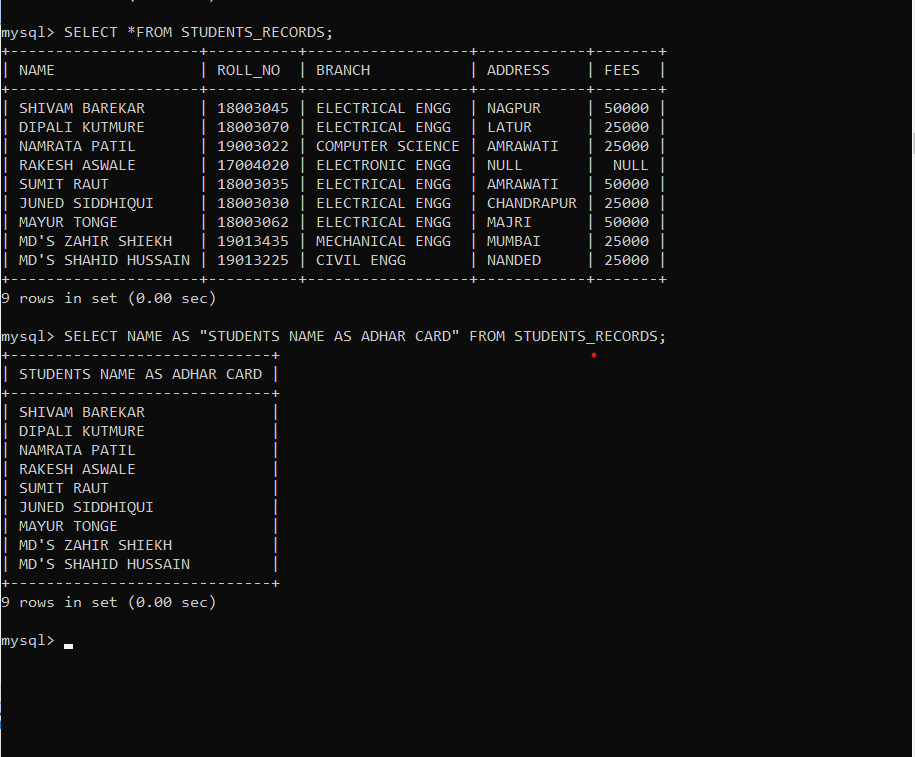 mysql> SELECT *FROM STUDENTS_RECORDS;
+---------------------+----------+------------------+------------+-------+
| NAME                | ROLL_NO  | BRANCH           | ADDRESS    | FEES  |
+---------------------+----------+------------------+------------+-------+
| SHIVAM BAREKAR      | 18003045 | ELECTRICAL ENGG  | NAGPUR     | 50000 |
| DIPALI KUTMURE      | 18003070 | ELECTRICAL ENGG  | LATUR      | 25000 |
| NAMRATA PATIL       | 19003022 | COMPUTER SCIENCE | AMRAWATI   | 25000 |
| RAKESH ASWALE       | 17004020 | ELECTRONIC ENGG  | NULL       |  NULL |
| SUMIT RAUT          | 18003035 | ELECTRICAL ENGG  | AMRAWATI   | 50000 |
| JUNED SIDDHIQUI     | 18003030 | ELECTRICAL ENGG  | CHANDRAPUR | 25000 |
| MAYUR TONGE         | 18003062 | ELECTRICAL ENGG  | MAJRI      | 50000 |
| MD'S ZAHIR SHIEKH   | 19013435 | MECHANICAL ENGG  | MUMBAI     | 25000 |
| MD'S SHAHID HUSSAIN | 19013225 | CIVIL ENGG       | NANDED     | 25000 |
+---------------------+----------+------------------+------------+-------+
9 rows in set (0.00 sec)
mysql> SELECT NAME AS "STUDENTS NAME AS ADHAR CARD" FROM STUDENTS_RECORDS;
+-----------------------------+
| STUDENTS NAME AS ADHAR CARD |
+-----------------------------+
| SHIVAM BAREKAR              |
| DIPALI KUTMURE              |
| NAMRATA PATIL               |
| RAKESH ASWALE               |
| SUMIT RAUT                  |
| JUNED SIDDHIQUI             |
| MAYUR TONGE                 |
| MD'S ZAHIR SHIEKH           |
| MD'S SHAHID HUSSAIN         |
+-----------------------------+
9 rows in set (0.00 sec)
mysql>